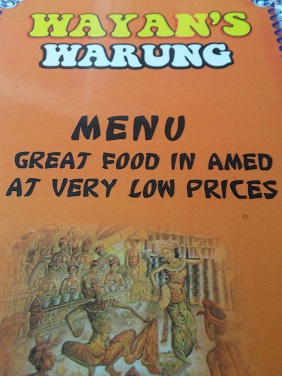 WAYAN'S
WARUNG
MENU
GREAT FOOD IN AMED
AT VERY LOW PRICES